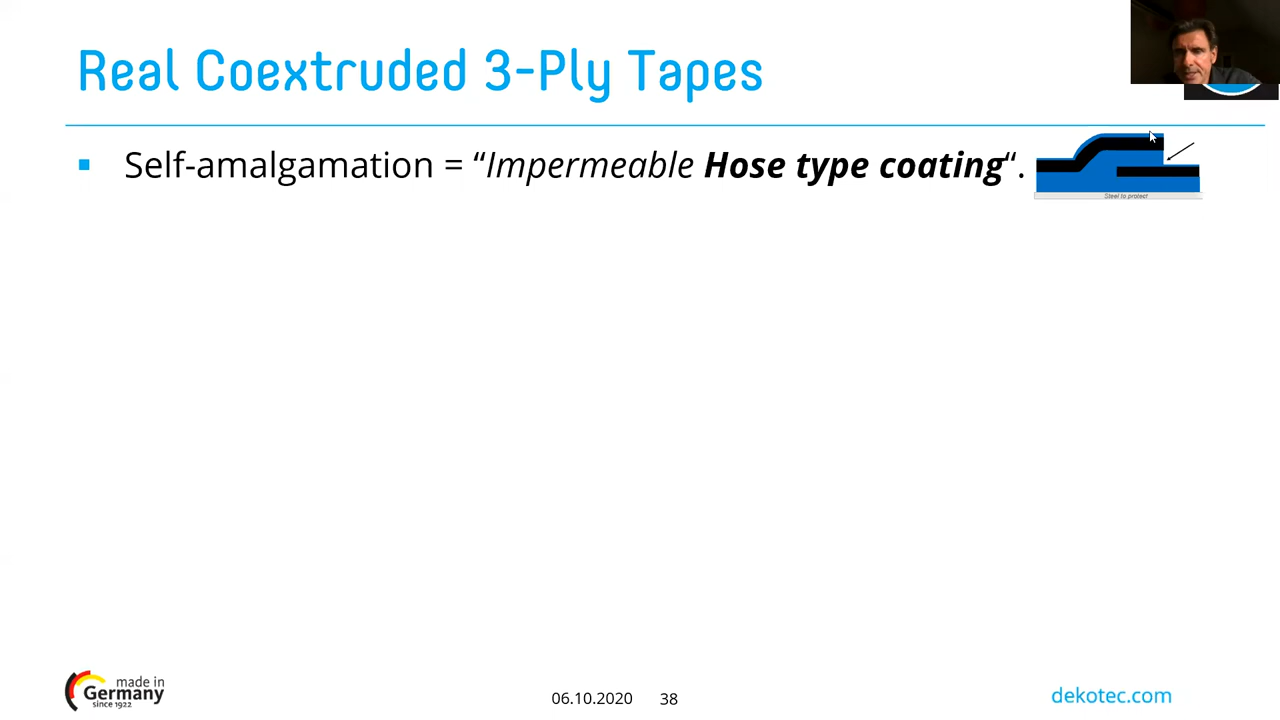 Real Coextruded 3-Ply Tapes
▪ Self-amalgamation = “Impermeable Hose type coating“.
Steel to protect
made in
Germany
since 1922
06.10.2020 38
dekotec.com